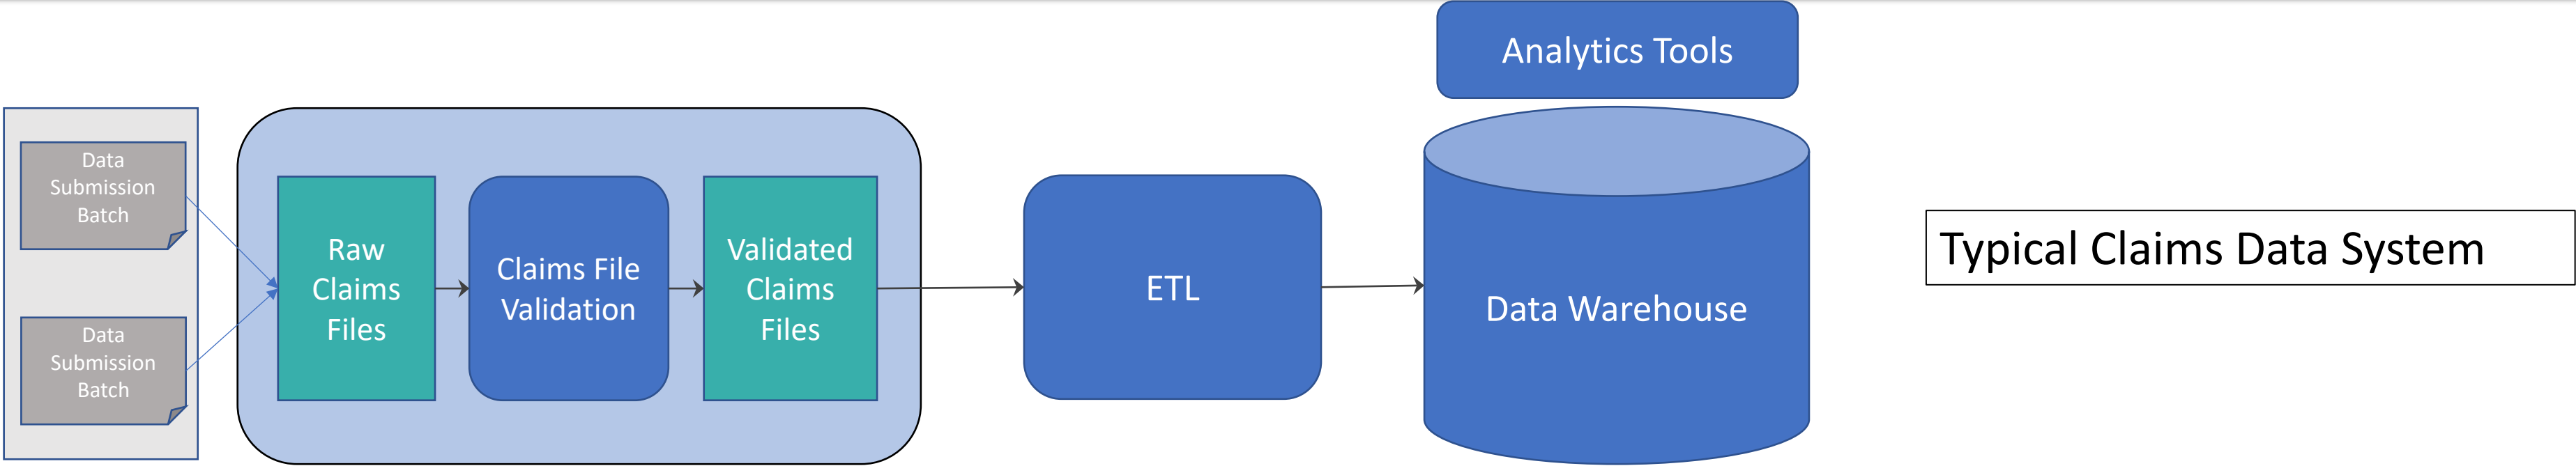 Analytics Tools
Data
Submission
Batch
Data
Submission
Batch
Raw
Claims
Files
Claims File
Validation
Validated
Claims
Files
ETL
Data Warehouse
Typical Claims Data System